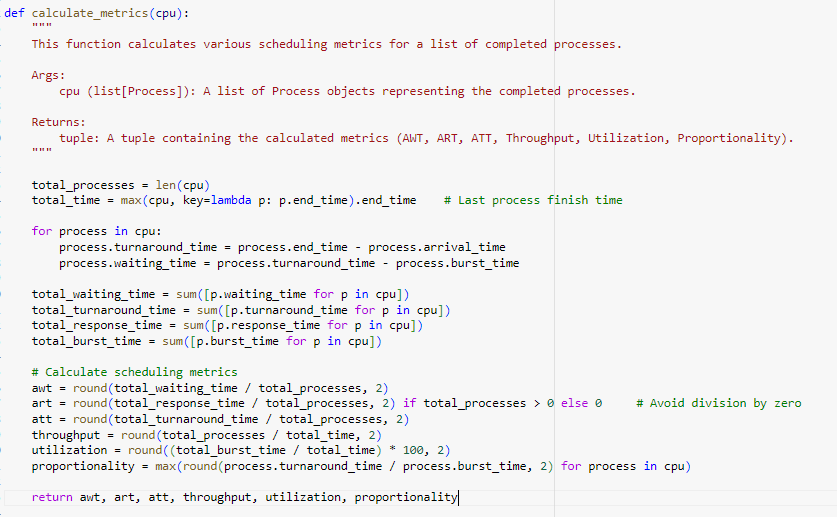 def calculate_metrics(cpu):
    """
    This function calculates various scheduling metrics for a list of completed processes.

    Args:
        cpu (list[Process]): A list of Process objects representing the completed processes.

    Returns:
        tuple: A tuple containing the calculated metrics (AWT, ART, ATT, Throughput, Utilization, Proportionality).
    """

    total_processes = len(cpu)
    total_time = max(cpu, key=lambda p: p.end_time).end_time    # Last process finish time

    for process in cpu:
        process.turnaround_time = process.end_time - process.arrival_time
        process.waiting_time = process.turnaround_time - process.burst_time

    total_waiting_time = sum([p.waiting_time for p in cpu])
    total_turnaround_time = sum([p.turnaround_time for p in cpu])
    total_response_time = sum([p.response_time for p in cpu])
    total_burst_time = sum([p.burst_time for p in cpu])

    # Calculate scheduling metrics
    awt = round(total_waiting_time / total_processes, 2)
    art = round(total_response_time / total_processes, 2) if total_processes > 0 else 0     # Avoid division by zero
    att = round(total_turnaround_time / total_processes, 2)
    throughput = round(total_processes / total_time, 2)
    utilization = round((total_burst_time / total_time) * 100, 2)
    proportionality = max(round(process.turnaround_time / process.burst_time, 2) for process in cpu)

    return awt, art, att, throughput, utilization, proportionality